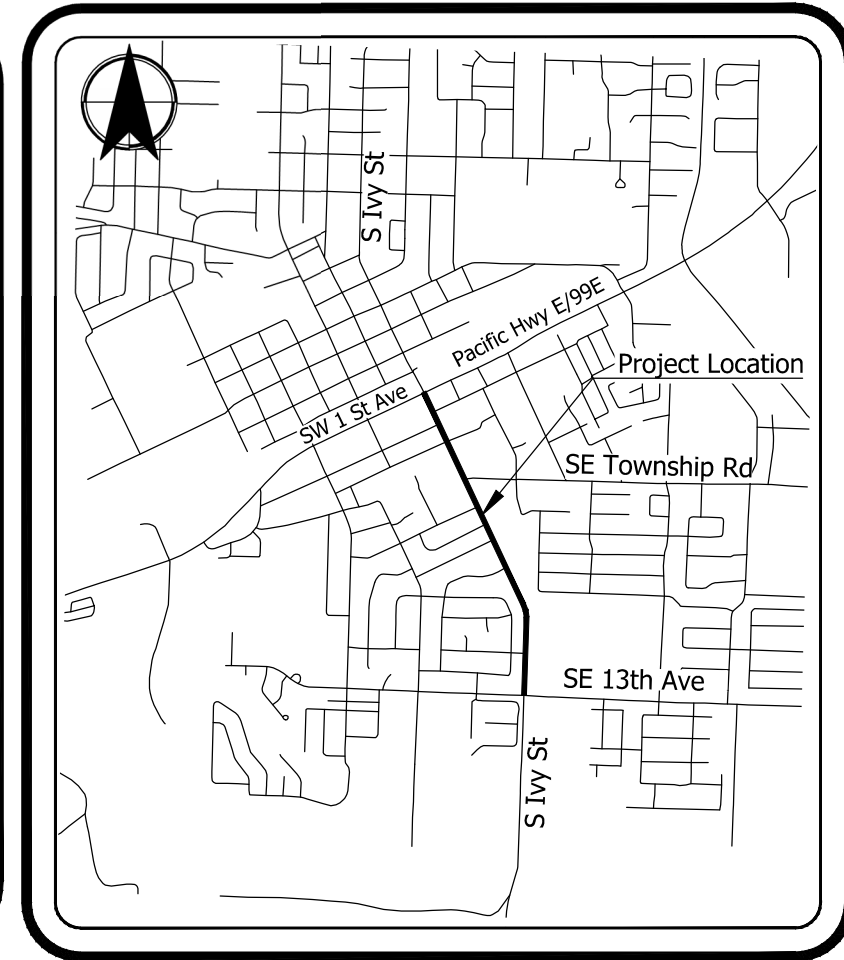 S Ivy St
Pacific Hwy E/99E
Project Location
SW 1 St Ave
SE Township Rd
SE 13th Ave
S Ivy St